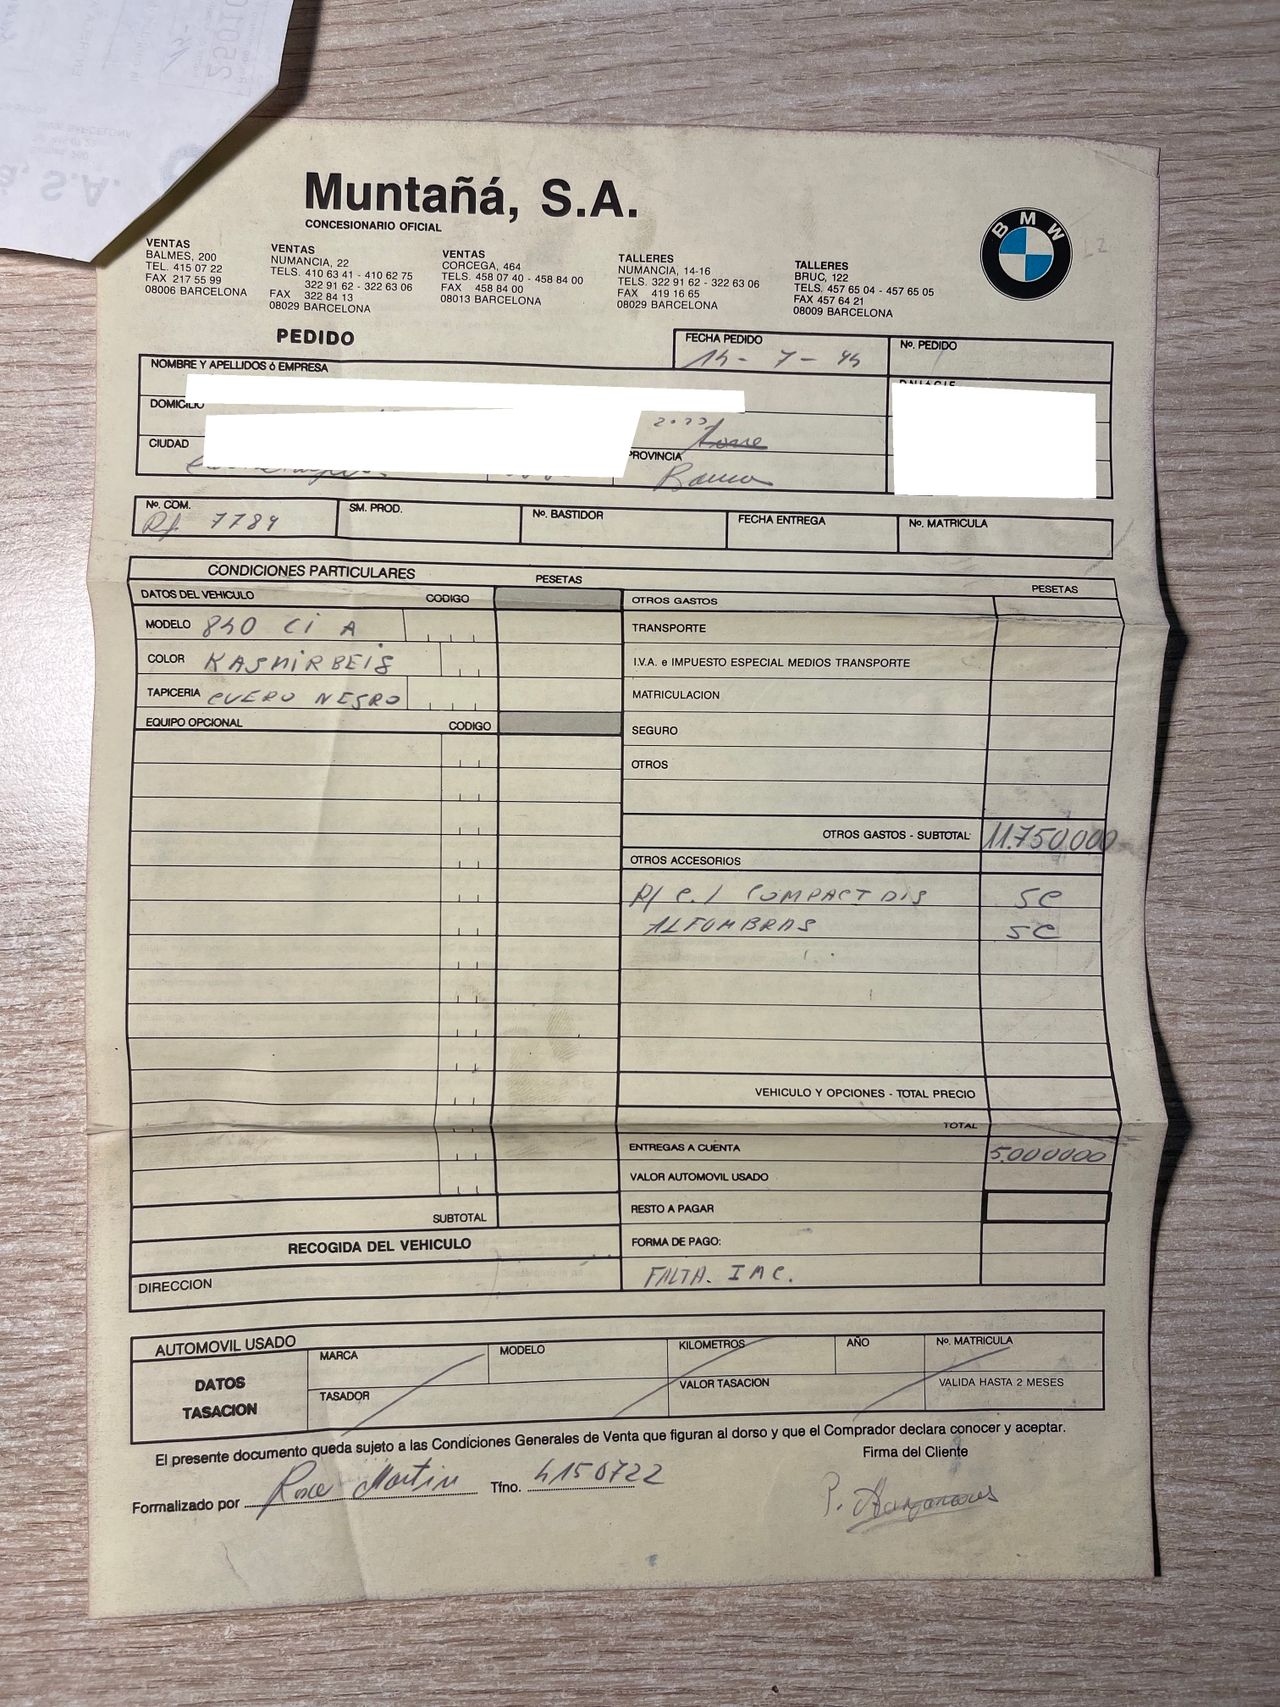 Muntañá, S.A.
CONCESIONARIO OFICIAL
BMW
VENTAS
BALMES, 200
TEL. 415 07 22
FAX 217 55 99
08006 BARCELONA
VENTAS
NUMANCIA, 22
TELS. 410 63 41 - 410 62 75
322 91 62 - 322 63 06
FAX 322 84 13
08029 BARCELONA
VENTAS
CORCEGA, 464
TELS. 458 07 40 - 458 84 00
FAX 458 84 00
08013 BARCELONA
TALLERES
NUMANCIA, 14-16
TELS. 322 91 62 - 322 63 06
FAX 419 16 65
08029 BARCELONA
TALLERES
BRUC, 122
TELS. 457 65 04 - 457 65 05
FAX 457 64 21
08009 BARCELONA
PEDIDO
FECHA PEDIDO
14 - 7 - 94
No. PEDIDO
NOMBRE Y APELLIDOS ó EMPRESA
DOMICILIO
CIUDAD
PROVINCIA
No. COM.
7784
SM. PROD.
No. BASTIDOR
FECHA ENTREGA
No. MATRICULA
CONDICIONES PARTICULARES
PESETAS
PESETAS
DATOS DEL VEHICULO CODIGO
OTROS GASTOS
MODELO 840 Ci A
TRANSPORTE
COLOR KASMIRBEIS
I.V.A. e IMPUESTO ESPECIAL MEDIOS TRANSPORTE
TAPICERIA CUERO NEGRO
MATRICULACION
EQUIPO OPCIONAL CODIGO
SEGURO
OTROS
OTROS GASTOS - SUBTOTAL 11.750.000
OTROS ACCESORIOS
R/ C. / COMPACT DIS SC
ALFOMBRAS SC
VEHICULO Y OPCIONES - TOTAL PRECIO
TOTAL
ENTREGAS A CUENTA 5.000000
VALOR AUTOMOVIL USADO
RESTO A PAGAR
SUBTOTAL
FORMA DE PAGO:
RECOGIDA DEL VEHICULO
FALTA. IMC.
DIRECCION
AUTOMOVIL USADO
DATOS
TASACION
MARCA
MODELO
KILOMETROS
AÑO
No. MATRICULA
TASADOR
VALOR TASACION
VALIDA HASTA 2 MESES
El presente documento queda sujeto a las Condiciones Generales de Venta que figuran al dorso y que el Comprador declara conocer y aceptar.
Firma del Cliente
Formalizado por Rosa Martin Tfno. 4150722